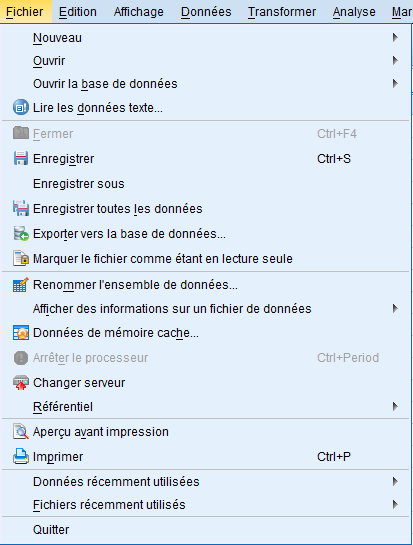 Fichier Edition Affichage Données Transformer Analyse Mar
Nouveau
Ouvrir
Ouvrir la base de données
Lire les données texte...
Fermer Ctrl+F4
Enregistrer Ctrl+S
Enregistrer sous
Enregistrer toutes les données
Exporter vers la base de données...
Marquer le fichier comme étant en lecture seule
Renommer l'ensemble de données...
Afficher des informations sur un fichier de données
Données de mémoire cache...
Arrêter le processeur Ctrl+Period
Changer serveur
Référentiel
Aperçu avant impression
Imprimer Ctrl+P
Données récemment utilisées
Fichiers récemment utilisés
Quitter